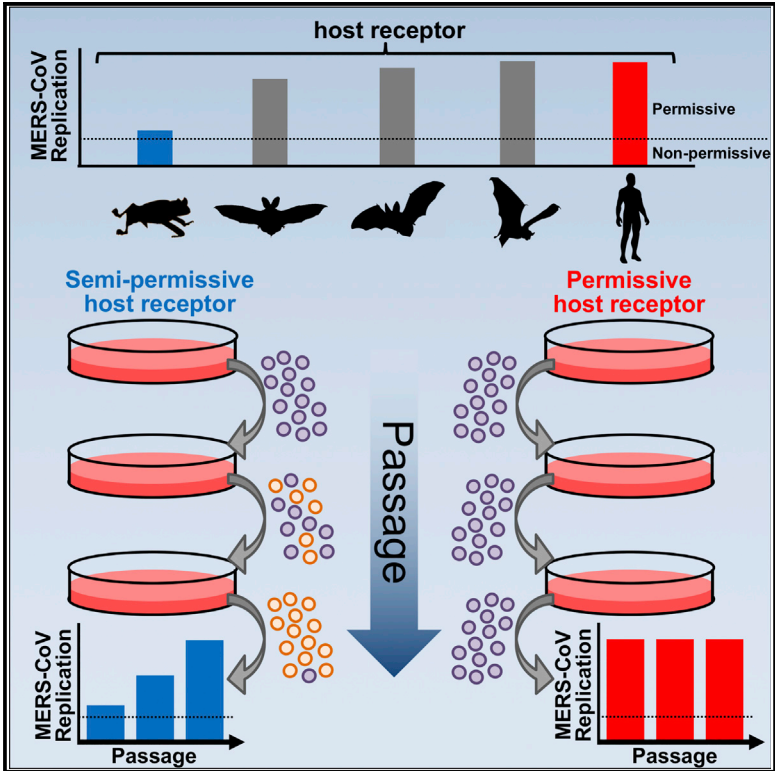 host receptor
MERS-CoV
Replication
Permissive
Non-permissive
Semi-permissive
host receptor
Permissive
host receptor
Passage
MERS-CoV
Replication
Passage
MERS-CoV
Replication
Passage